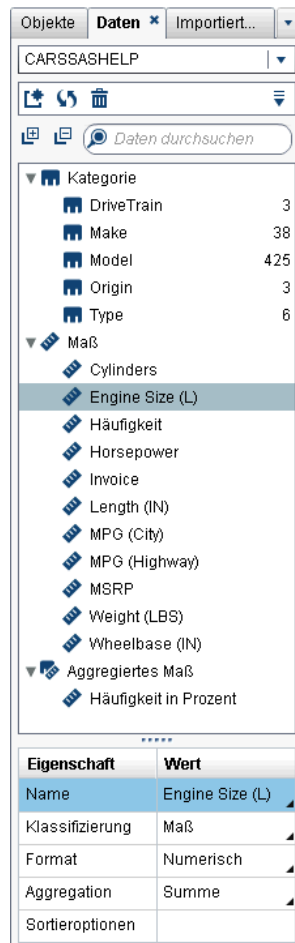 Objekte Daten Importiert...
CARSSASHELP
Daten durchsuchen
Kategorie
DriveTrain 3
Make 38
Model 425
Origin 3
Type 6
Maß
Cylinders
Engine Size (L)
Häufigkeit
Horsepower
Invoice
Length (IN)
MPG (City)
MPG (Highway)
MSRP
Weight (LBS)
Wheelbase (IN)
Aggregiertes Maß
Häufigkeit in Prozent
Eigenschaft Wert
Name Engine Size (L)
Klassifizierung Maß
Format Numerisch
Aggregation Summe
Sortieroptionen